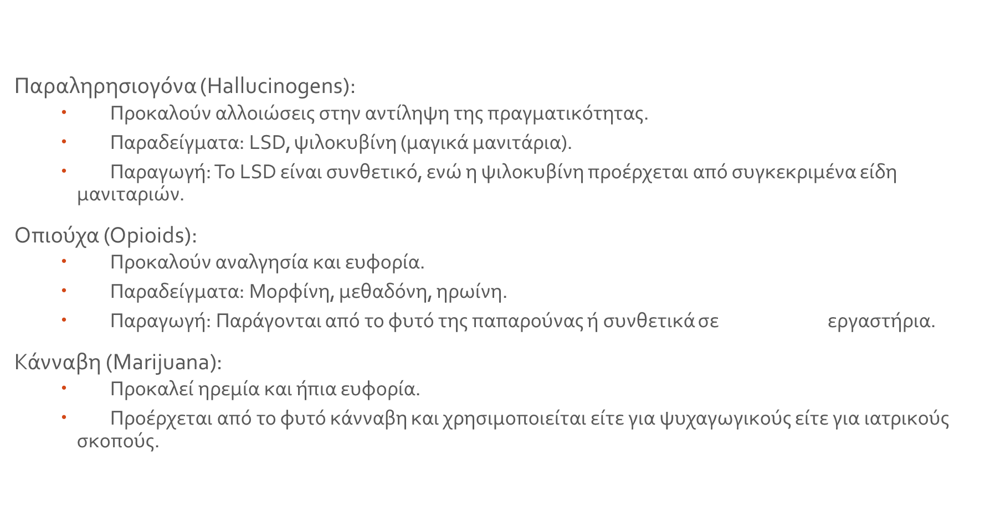 Παραληρησιογόνα (Hallucinogens):
• Προκαλούν αλλοιώσεις στην αντίληψη της πραγματικότητας.
• Παραδείγματα: LSD, ψιλοκυβίνη (μαγικά μανιτάρια).
• Παραγωγή: Το LSD είναι συνθετικό, ενώ η ψιλοκυβίνη προέρχεται από συγκεκριμένα είδη
μανιταριών.
Οπιούχα (Opioids):
• Προκαλούν αναλγησία και ευφορία.
• Παραδείγματα: Μορφίνη, μεθαδόνη, ηρωίνη.
• Παραγωγή: Παράγονται από το φυτό της παπαρούνας ή συνθετικά σε εργαστήρια.
Κάνναβη (Marijuana):
• Προκαλεί ηρεμία και ήπια ευφορία.
• Προέρχεται από το φυτό κάνναβη και χρησιμοποιείται είτε για ψυχαγωγικούς είτε για ιατρικούς
σκοπούς.